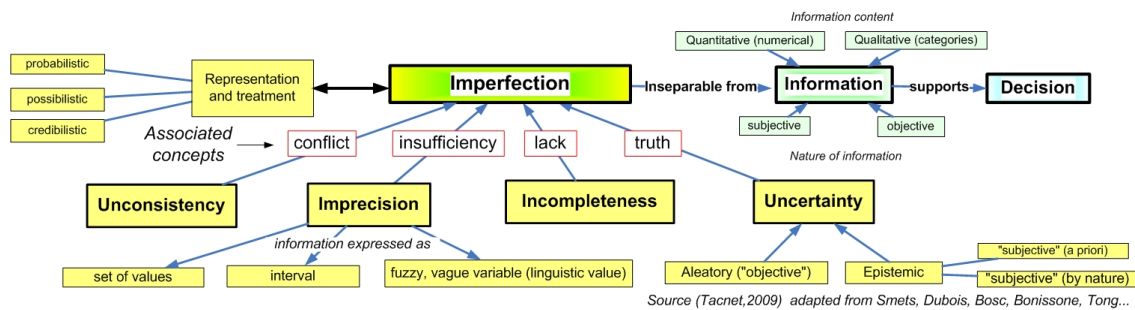 Information content
Quantitative (numerical)
Qualitative (categories)
probabilistic
possibilistic
credibilistic
Representation
and treatment
Imperfection
Inseparable from
Information
supports
Decision
subjective
objective
Nature of information
Associated
concepts
conflict
insufficiency
lack
truth
Unconsistency
Imprecision
Incompleteness
Uncertainty
information expressed as
set of values
interval
fuzzy, vague variable (linguistic value)
Aleatory ("objective")
Epistemic
"subjective" (a priori)
"subjective" (by nature)
Source (Tacnet,2009) adapted from Smets, Dubois, Bosc, Bonissone, Tong...